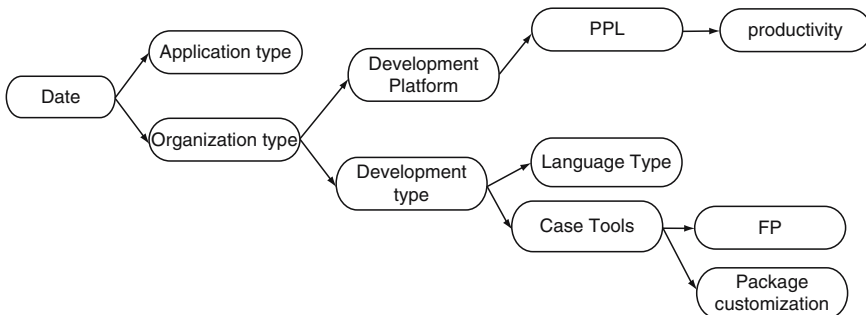 PPL
productivity
Application type
Development
Platform
Date
Organization type
Language Type
Development
type
Case Tools
FP
Package
customization